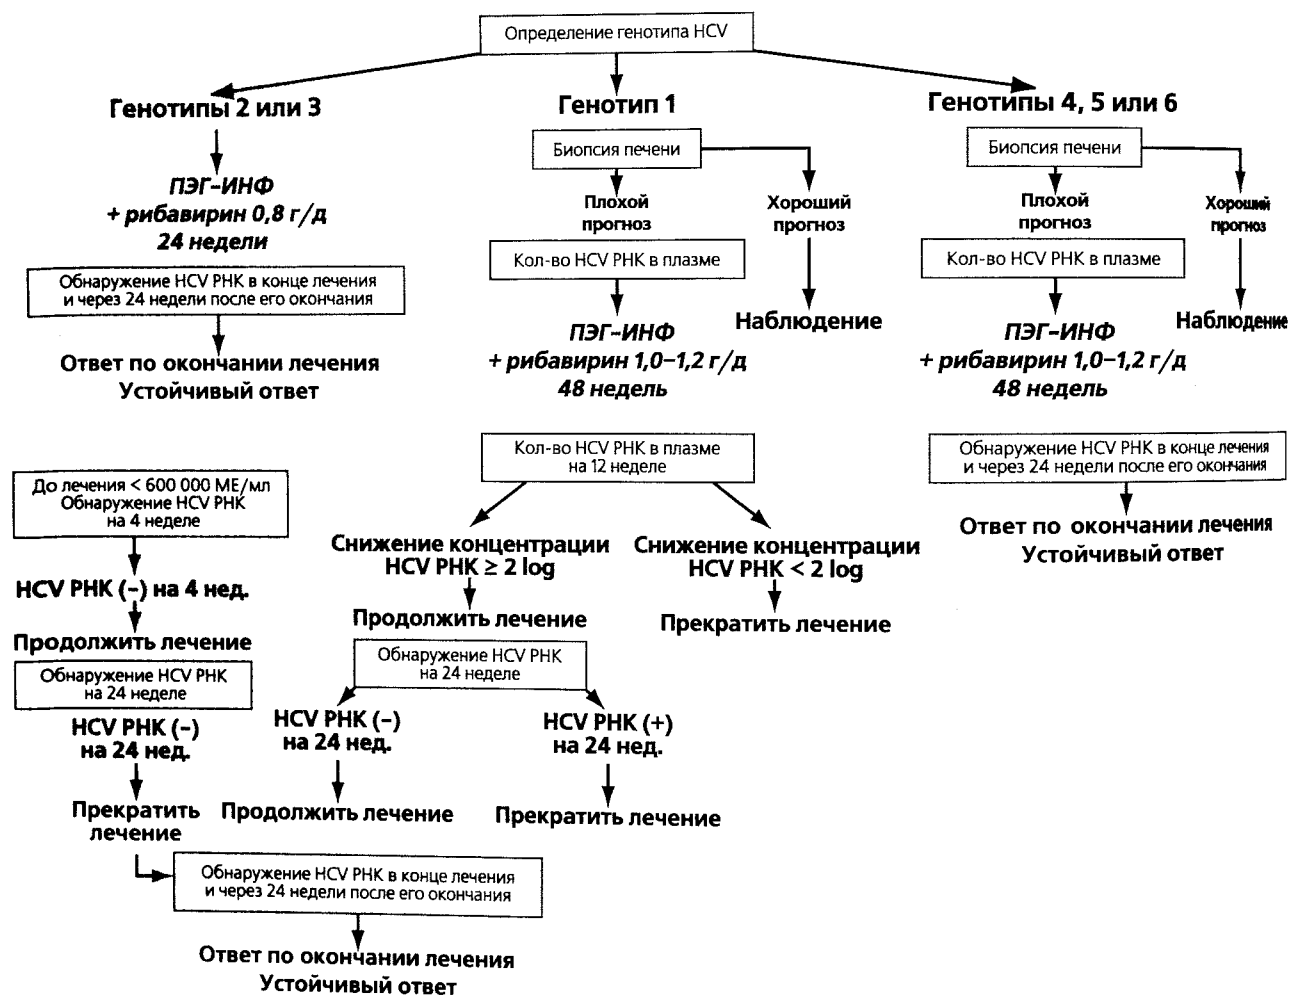 Определение генотипа HCV
Генотипы 2 или 3
ПЭГ–ИНФ
+ рибавирин 0,8 г/д
24 недели
Обнаружение HCV РНК в конце лечения
и через 24 недели после его окончания
Ответ по окончании лечения
Устойчивый ответ
Генотип 1
Биопсия печени
Плохой
прогноз
Хороший
прогноз
Кол-во HCV РНК в плазме
Наблюдение
ПЭГ–ИНФ
+ рибавирин 1,0–1,2 г/д
48 недель
Генотипы 4, 5 или 6
Биопсия печени
Плохой
прогноз
Хороший
прогноз
Кол-во HCV РНК в плазме
Наблюдение
ПЭГ–ИНФ
+ рибавирин 1,0–1,2 г/д
48 недель
Обнаружение HCV РНК в конце лечения
и через 24 недели после его окончания
Ответ по окончании лечения
Устойчивый ответ
Кол-во HCV РНК в плазме
на 12 неделе
До лечения < 600 000 МЕ/мл
Обнаружение HCV РНК
на 4 неделе
HCV РНК (–) на 4 нед.
Продолжить лечение
Обнаружение HCV РНК
на 24 неделе
HCV РНК (–)
на 24 нед.
Прекратить
лечение
Снижение концентрации
HCV РНК ≥ 2 log
Продолжить лечение
Обнаружение HCV РНК
на 24 неделе
HCV РНК (–)
на 24 нед.
Продолжить лечение
HCV РНК (+)
на 24 нед.
Прекратить лечение
Снижение концентрации
HCV РНК < 2 log
Прекратить лечение
Обнаружение HCV РНК в конце лечения
и через 24 недели после его окончания
Ответ по окончании лечения
Устойчивый ответ